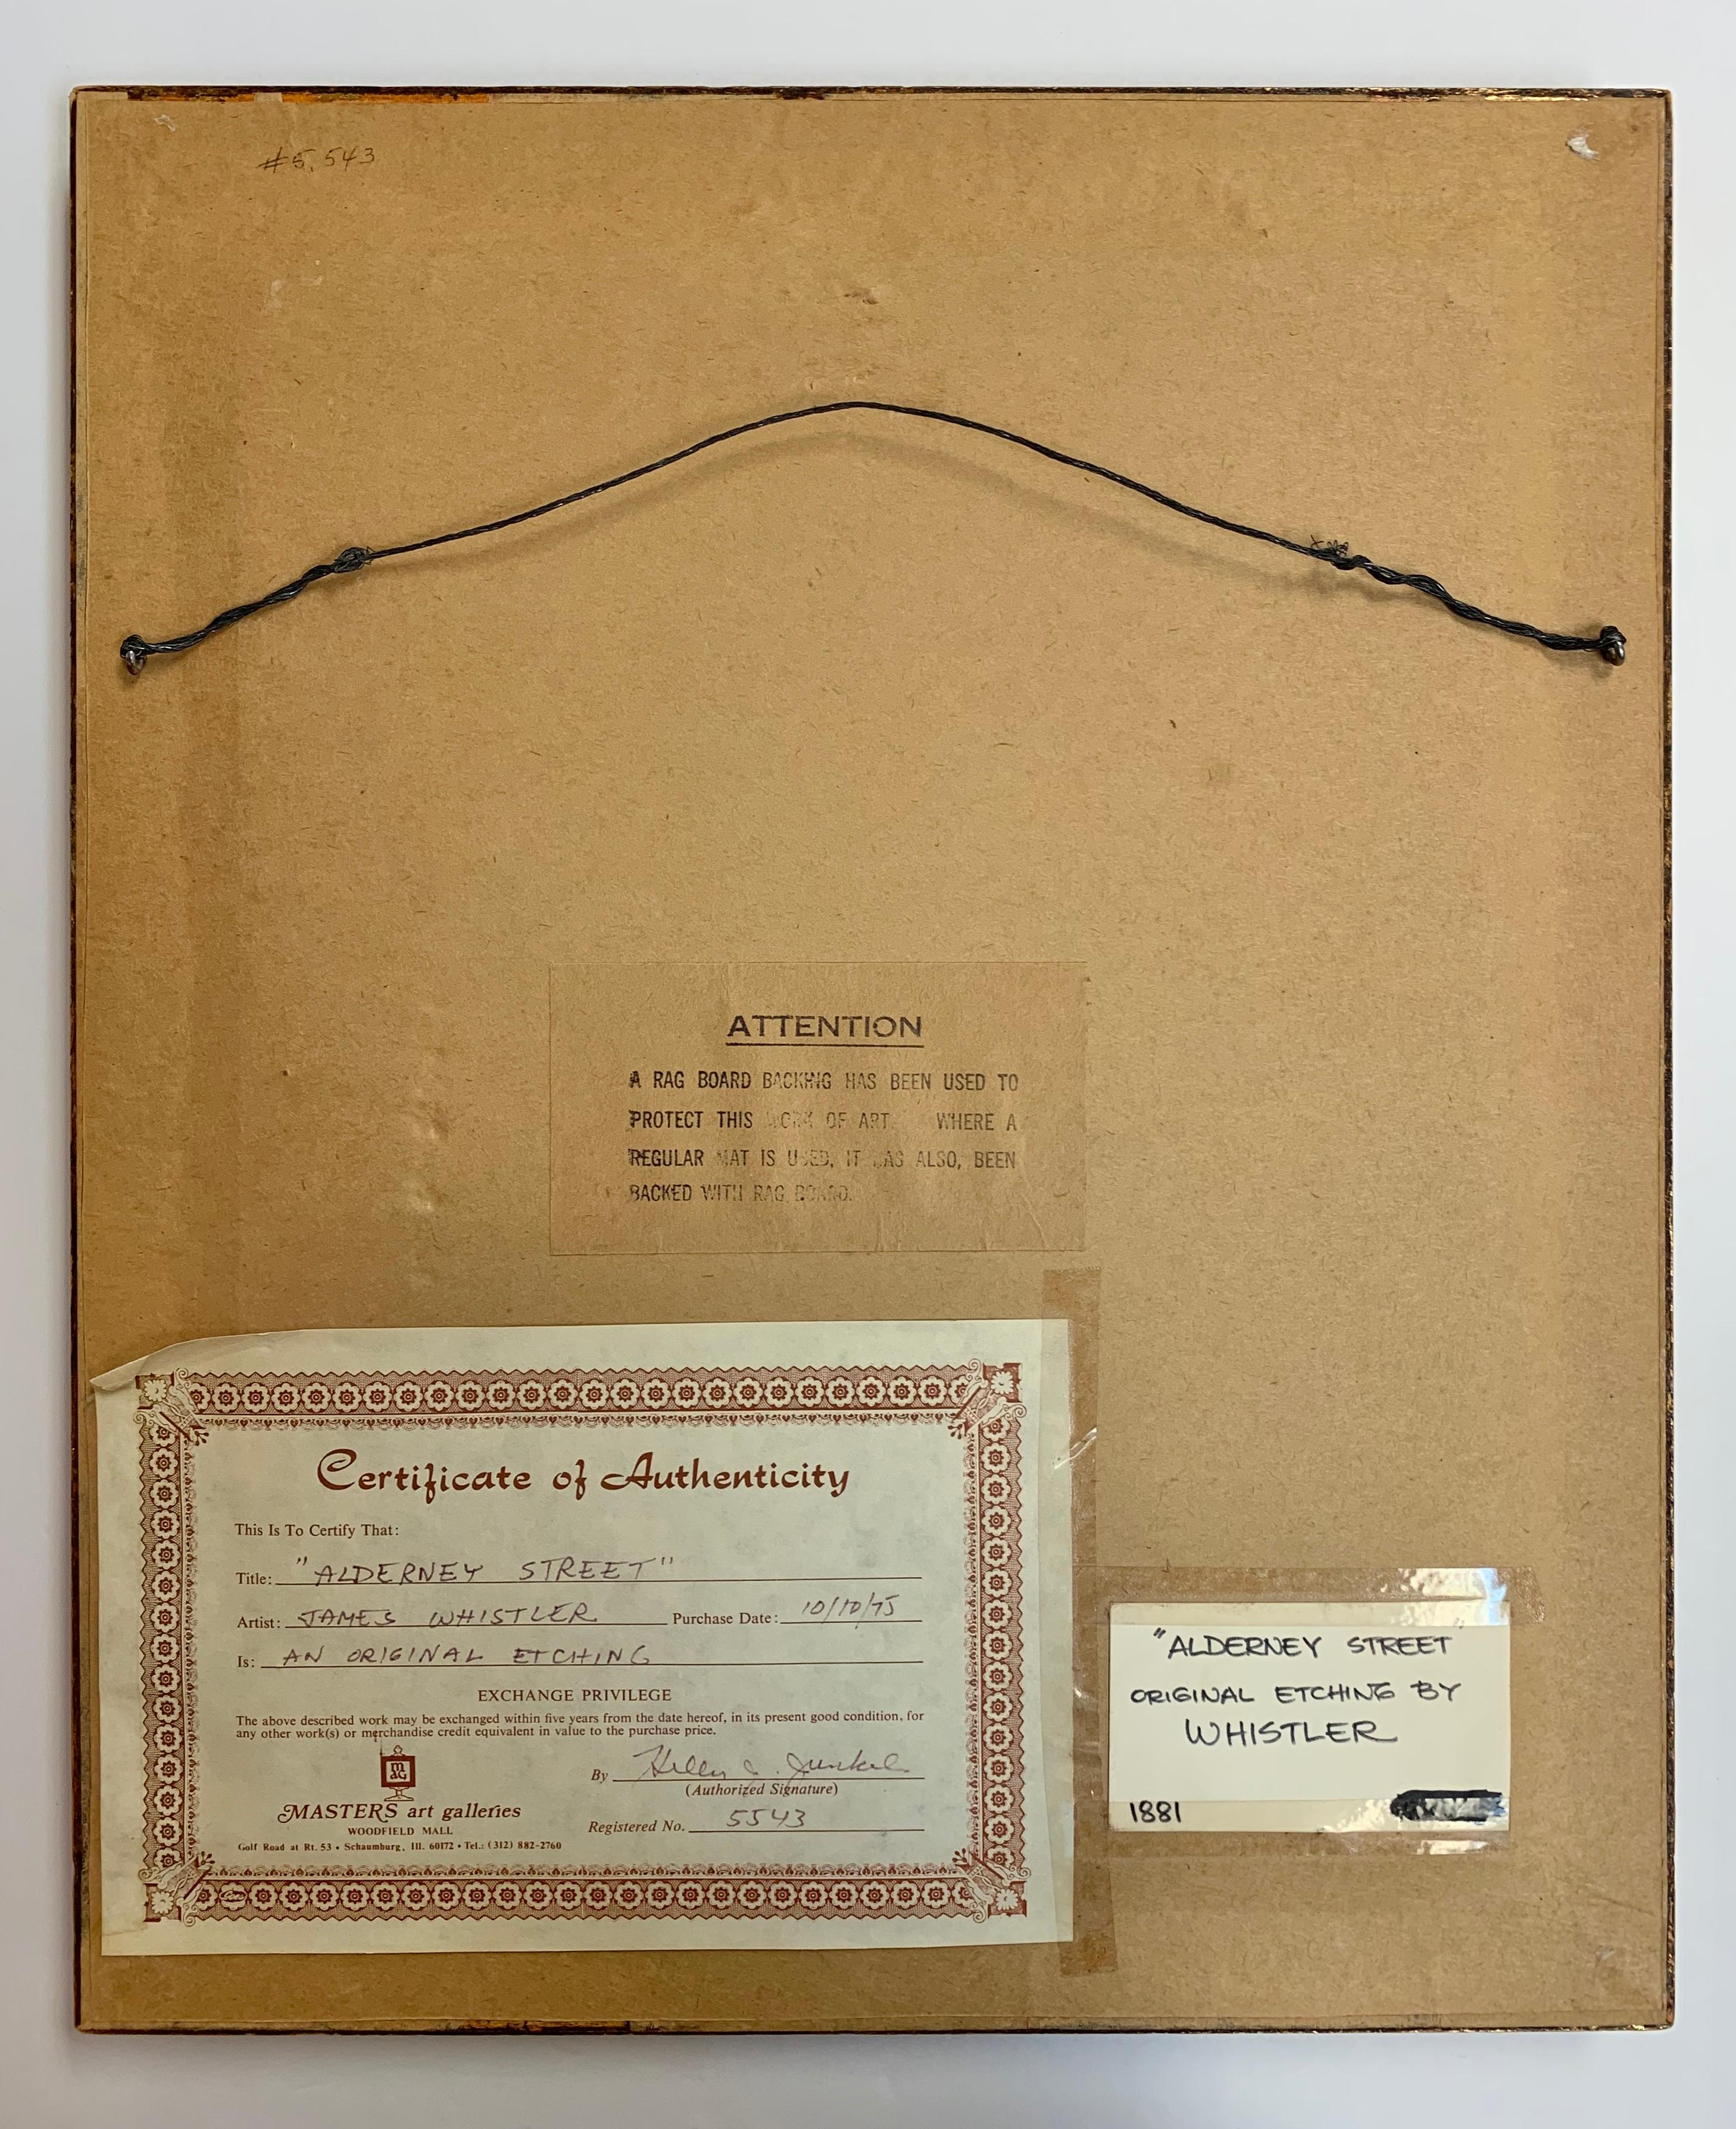 #5,543
ATTENTION
A RAG BOARD BACKING HAS BEEN USED TO
PROTECT THIS WORK OF ART. WHERE A
REGULAR MAT IS USED, IT HAS ALSO, BEEN
BACKED WITH RAG BOARD.
Certificate of Authenticity
This Is To Certify That:
Title: "ALDERNEY STREET"
Artist: JAMES WHISTLER Purchase Date: 10/10/75
Is: AN ORIGINAL ETCHING
EXCHANGE PRIVILEGE
The above described work may be exchanged within five years from the date hereof, in its present good condition, for
any other work(s) or merchandise credit equivalent in value to the purchase price.
mag
By
(Authorized Signature)
MASTERS art galleries
WOODFIELD MALL
Registered No. 5543
Golf Road at Rt. 53 • Schaumburg, Ill. 60172 • Tel.: (312) 882-2760
"ALDERNEY STREET"
ORIGINAL ETCHING BY
WHISTLER
1881